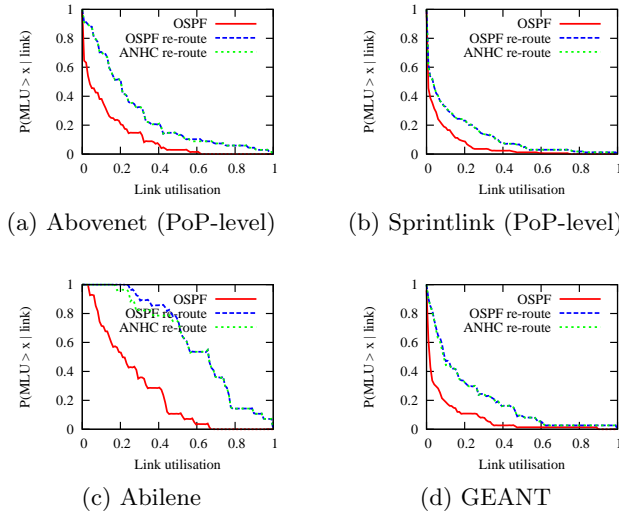 P(MLU > x | link)
1
0.8
0.6
0.4
0.2
0
OSPF
OSPF re-route
ANHC re-route
0 0.2 0.4 0.6 0.8 1
Link utilisation
(a) Abovenet (PoP-level)
P(MLU > x | link)
1
0.8
0.6
0.4
0.2
0
OSPF
OSPF re-route
ANHC re-route
0 0.2 0.4 0.6 0.8 1
Link utilisation
(b) Sprintlink (PoP-level)
P(MLU > x | link)
1
0.8
0.6
0.4
0.2
0
OSPF
OSPF re-route
ANHC re-route
0 0.2 0.4 0.6 0.8 1
Link utilisation
(c) Abilene
P(MLU > x | link)
1
0.8
0.6
0.4
0.2
0
OSPF
OSPF re-route
ANHC re-route
0 0.2 0.4 0.6 0.8 1
Link utilisation
(d) GEANT